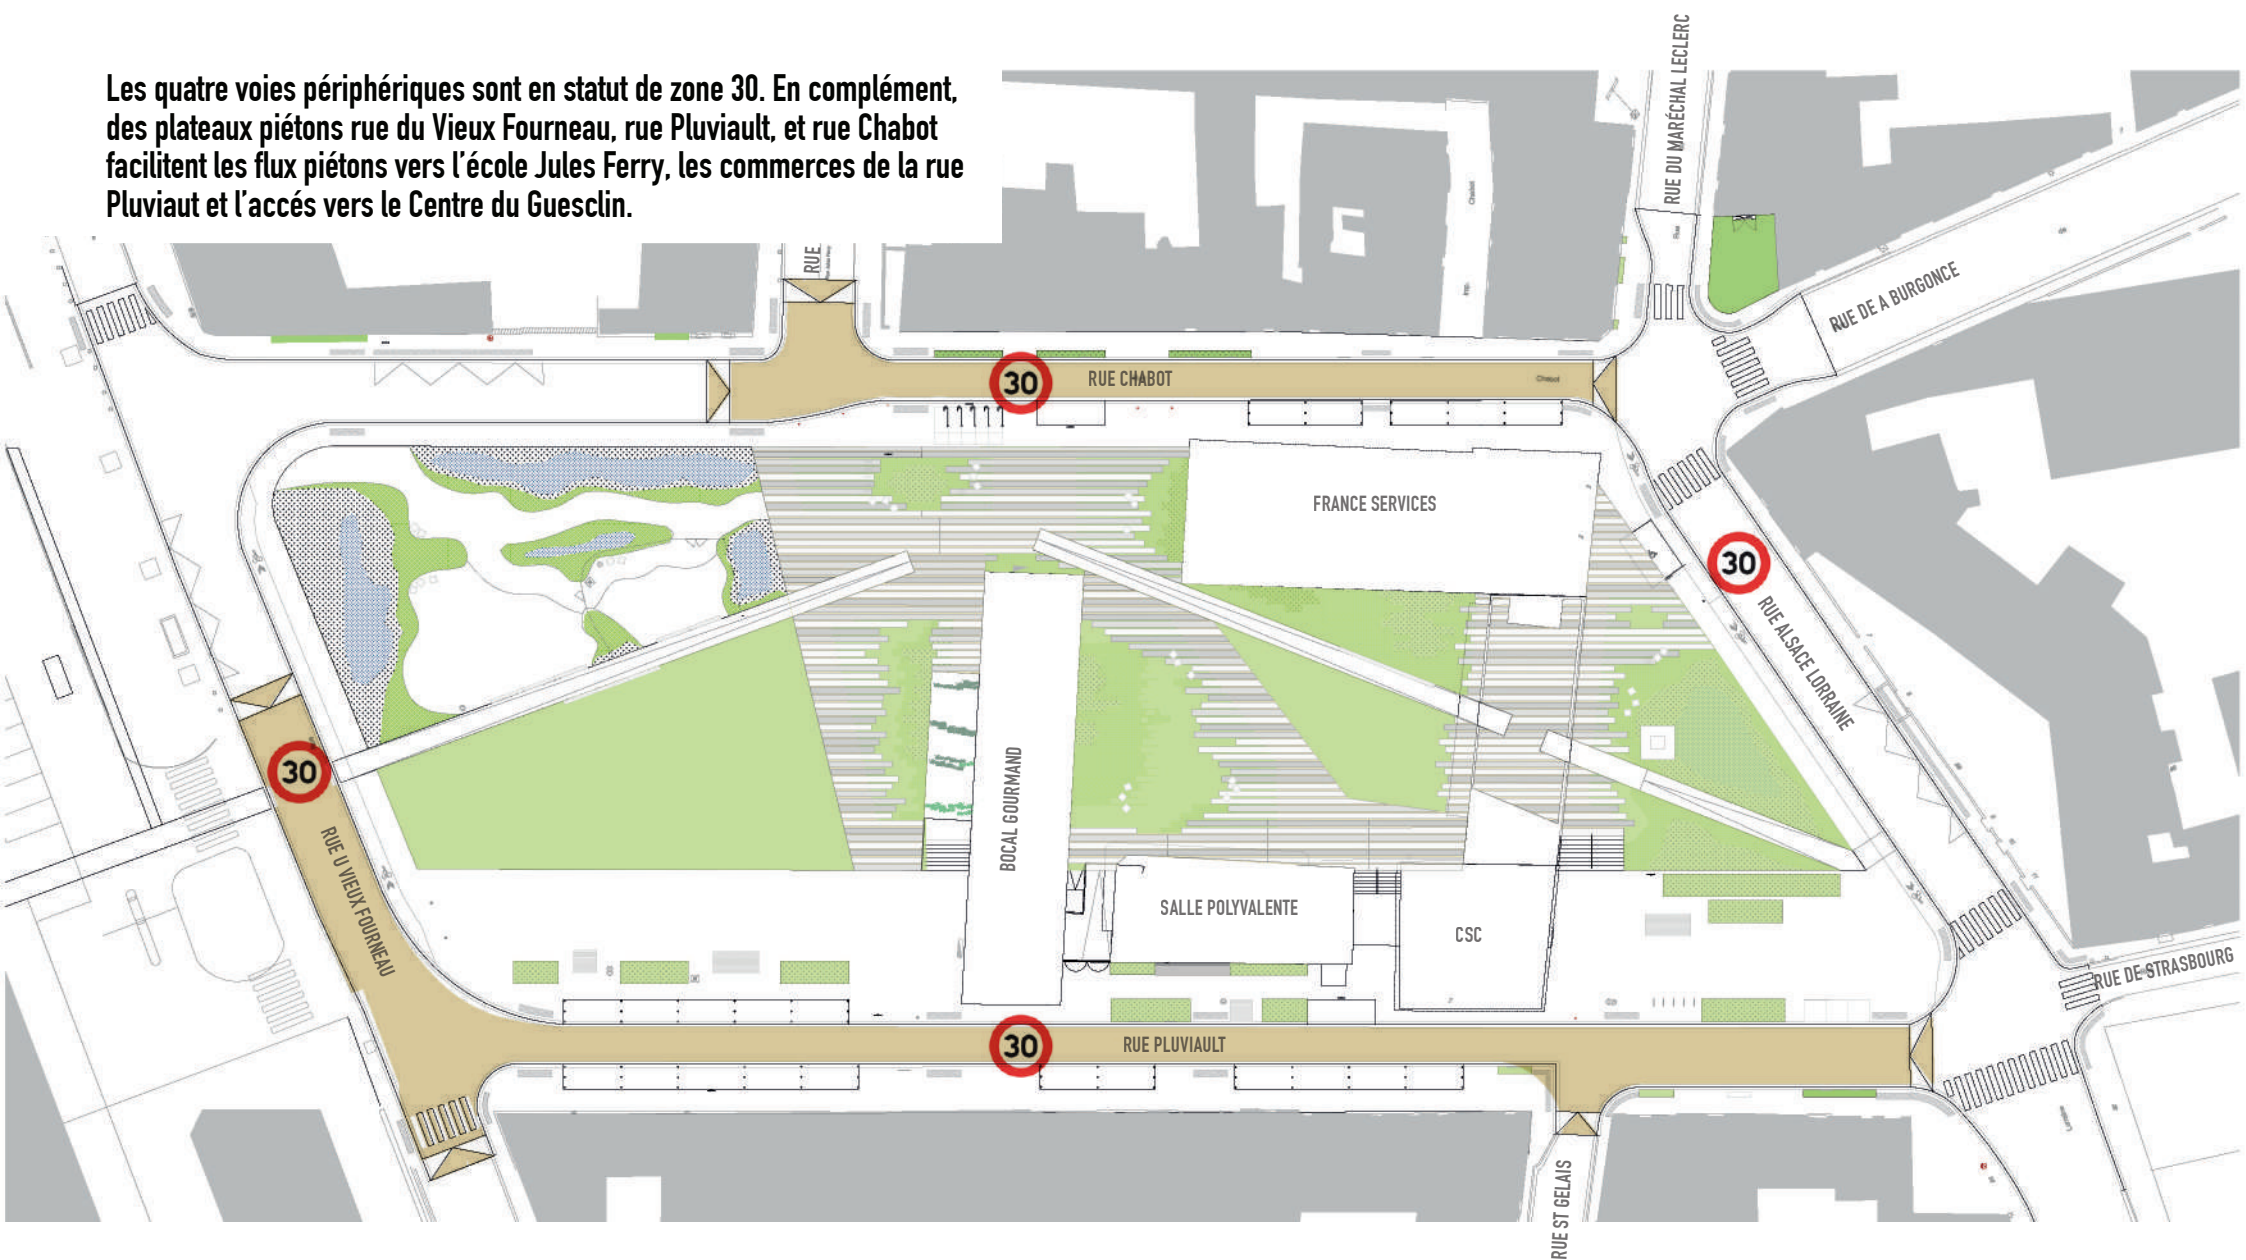 Les quatre voies périphériques sont en statut de zone 30. En complément,
des plateaux piétons rue du Vieux Fourneau, rue Pluviault, et rue Chabot
facilitent les flux piétons vers l'école Jules Ferry, les commerces de la rue
Pluviaut et l'accés vers le Centre du Guesclin.
RUE DU MARÉCHAL LECLERC
RUE
Chabot
Imp.
RUE DE A BURGONCE
30
RUE CHABOT
Chabot
FRANCE SERVICES
30
RUE ALSACE LORRAINE
30
RUE U VIEUX FOURNEAU
BOCAL GOURMAND
SALLE POLYVALENTE
CSC
RUE DE STRASBOURG
30
RUE PLUVIAULT
Lorraine
RUE ST GELAIS